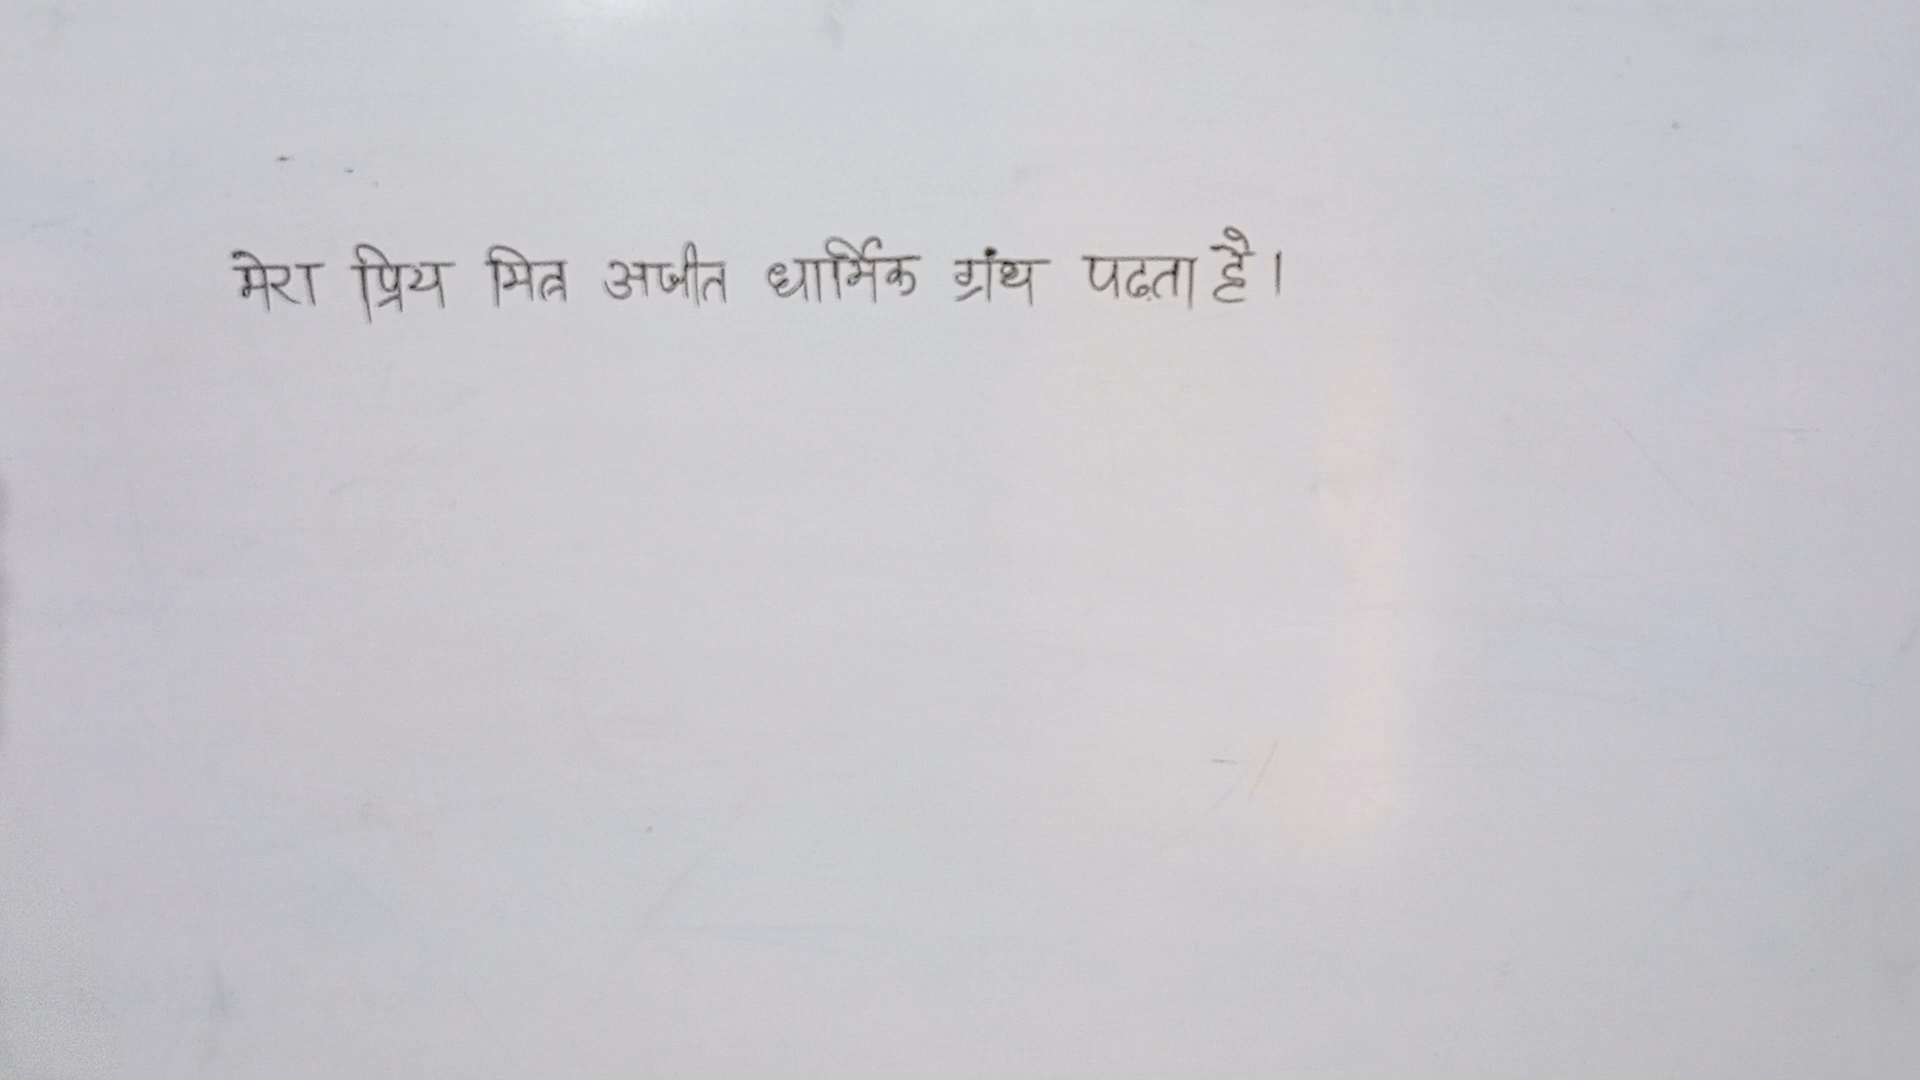 मेरा प्रिय मित्र अजीत धार्मिक ग्रंथ पढ़ता है।